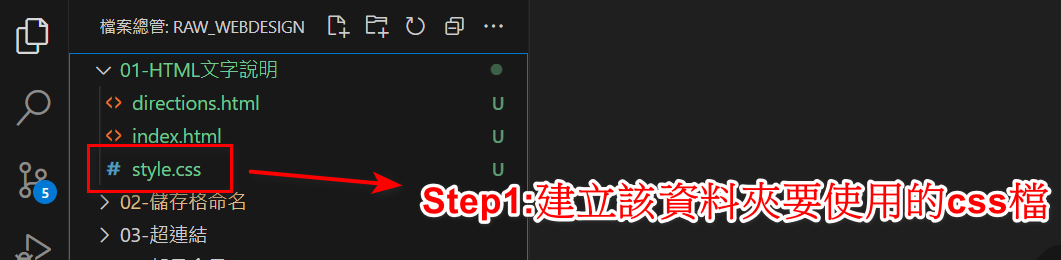 檔案總管: RAW_WEBDESIGN
01-HTML文字說明
directions.html U
index.html U
# style.css U
Step1:建立該資料夾要使用的css檔
02-儲存格命名
5
03-超連結